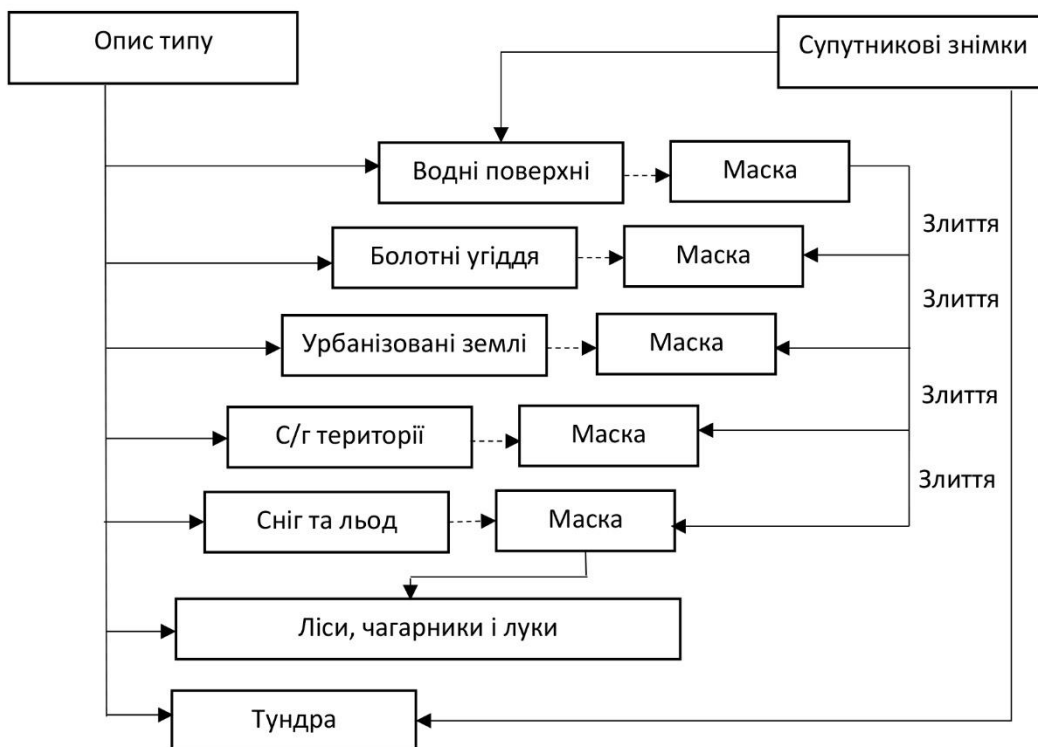 Опис типу
Супутникові знімки
Водні поверхні
Маска
Злиття
Болотні угіддя
Маска
Злиття
Урбанізовані землі
Маска
Злиття
С/г території
Маска
Злиття
Сніг та льод
Маска
Ліси, чагарники і луки
Тундра